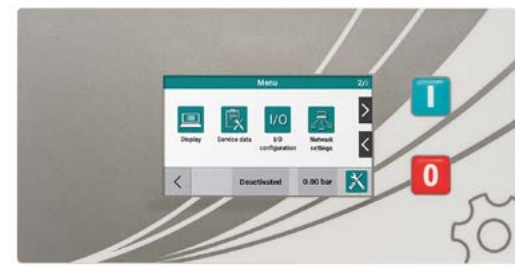 Menu
2/3
Display
Service data
I/O
I/O
configuration
Network
settings
Deactivated
0.00 bar
I
0